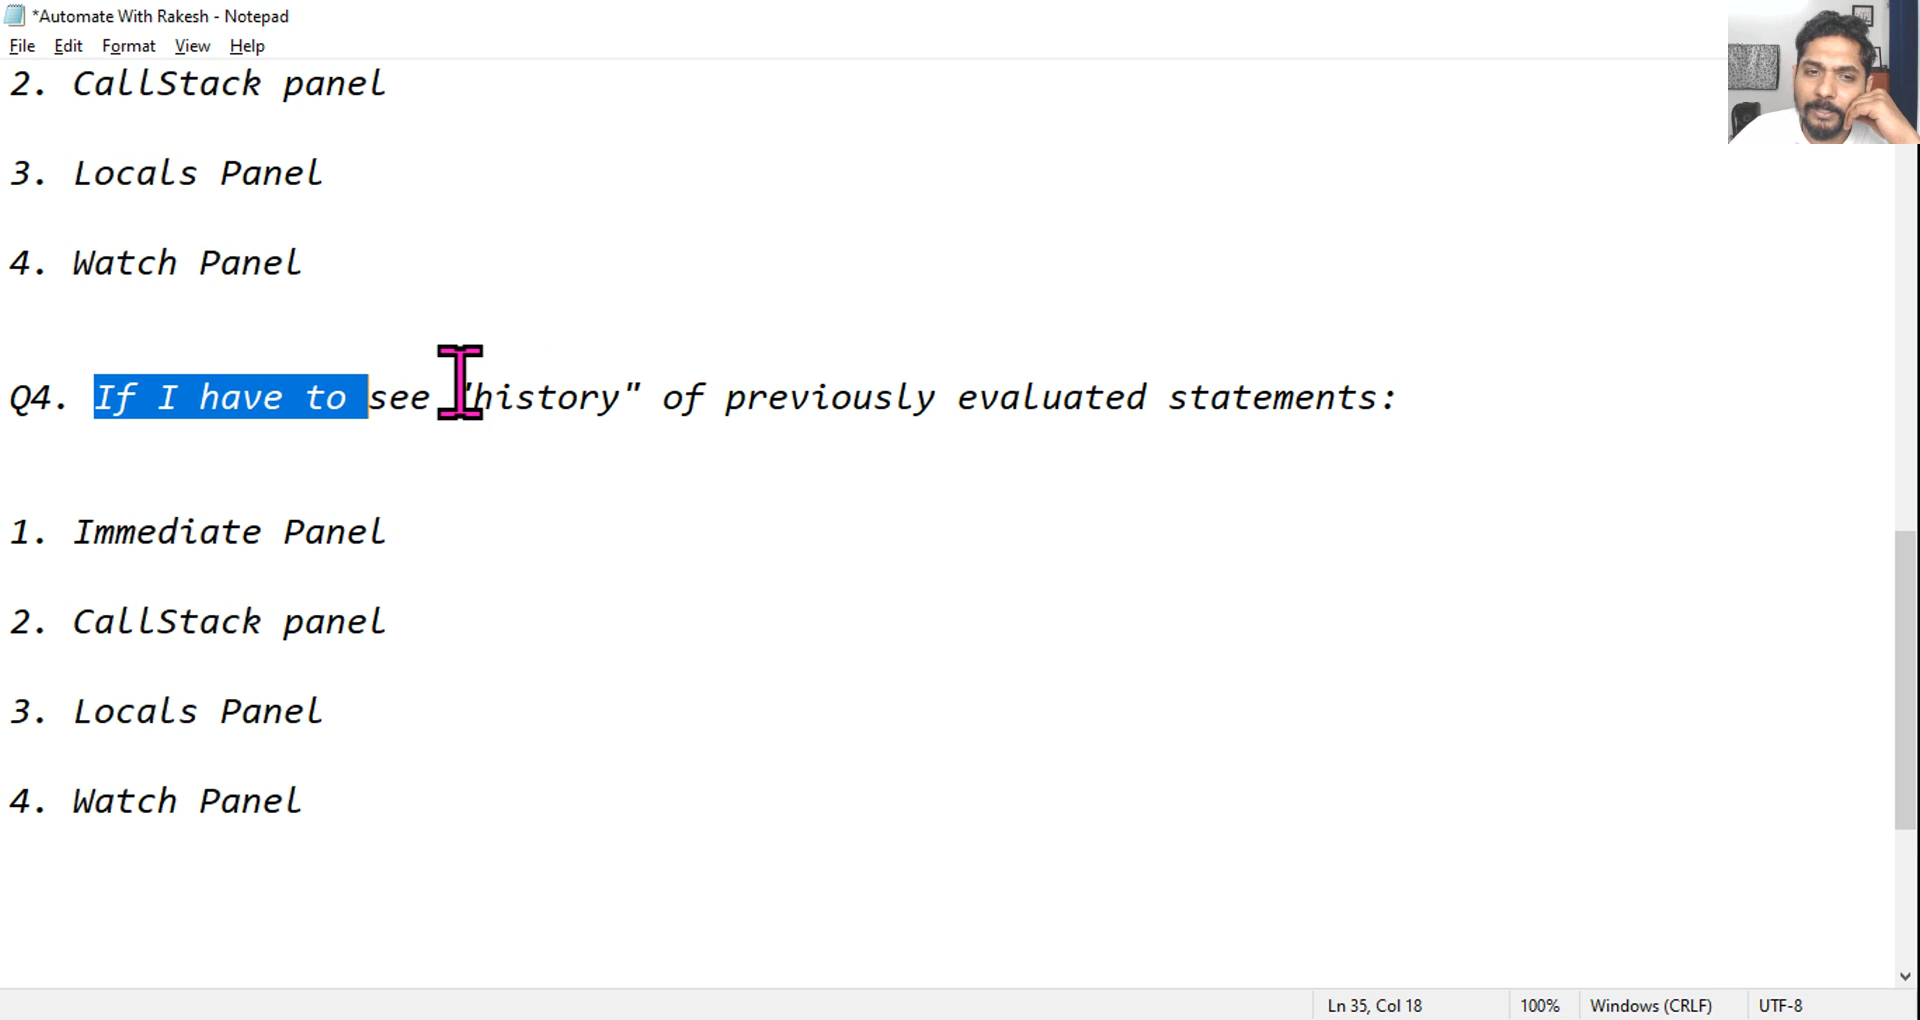 *Automate With Rakesh - Notepad
File Edit Format View Help
2. CallStack panel
3. Locals Panel
4. Watch Panel
Q4. If I have to see "history" of previously evaluated statements:
1. Immediate Panel
2. CallStack panel
3. Locals Panel
4. Watch Panel
Ln 35, Col 18 100% Windows (CRLF) UTF-8